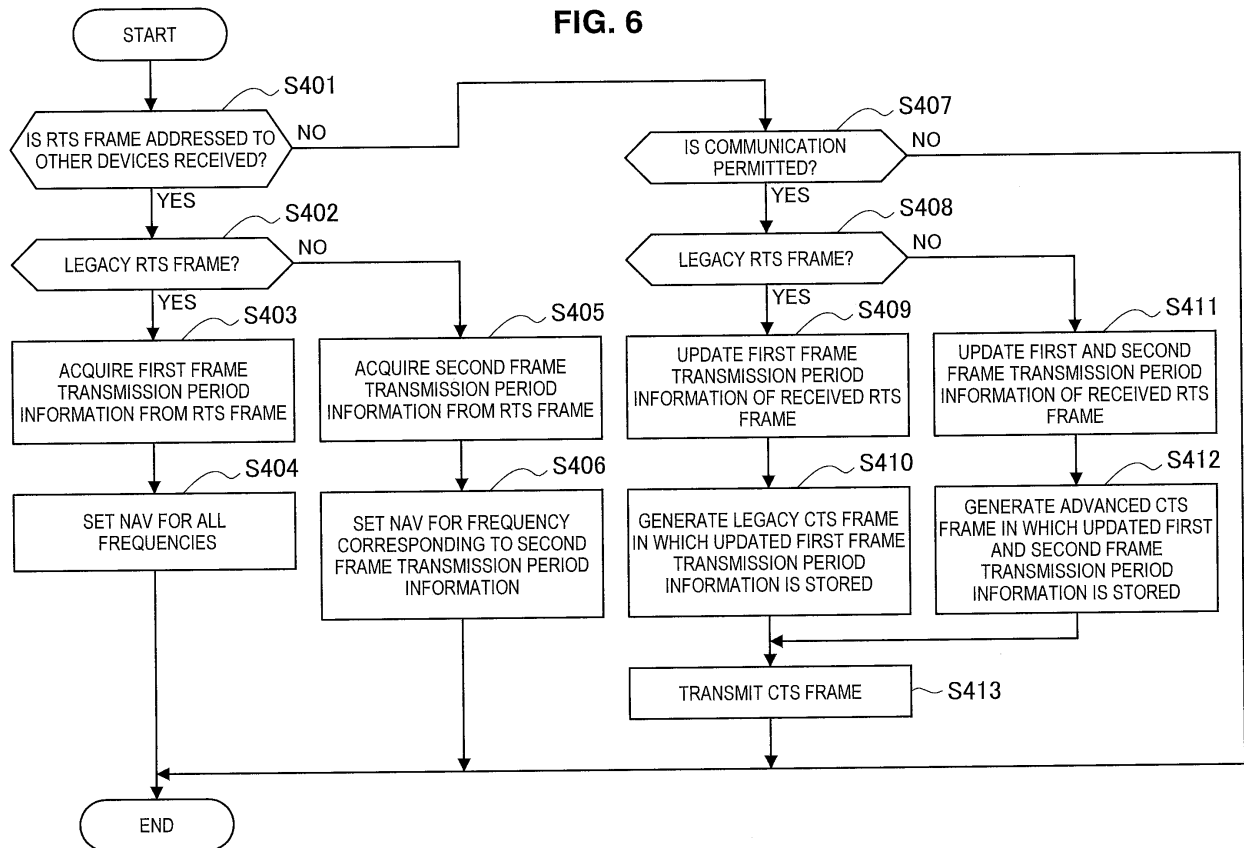 FIG. 6
START
S401
IS RTS FRAME ADDRESSED TO
OTHER DEVICES RECEIVED?
NO
YES
S402
LEGACY RTS FRAME?
NO
YES
S403
ACQUIRE FIRST FRAME
TRANSMISSION PERIOD
INFORMATION FROM RTS FRAME
S404
SET NAV FOR ALL
FREQUENCIES
S405
ACQUIRE SECOND FRAME
TRANSMISSION PERIOD
INFORMATION FROM RTS FRAME
S406
SET NAV FOR FREQUENCY
CORRESPONDING TO SECOND
FRAME TRANSMISSION PERIOD
INFORMATION
S407
IS COMMUNICATION
PERMITTED?
NO
YES
S408
LEGACY RTS FRAME?
NO
YES
S409
UPDATE FIRST FRAME
TRANSMISSION PERIOD
INFORMATION OF RECEIVED RTS
FRAME
S410
GENERATE LEGACY CTS FRAME
IN WHICH UPDATED FIRST FRAME
TRANSMISSION PERIOD
INFORMATION IS STORED
S411
UPDATE FIRST AND SECOND
FRAME TRANSMISSION PERIOD
INFORMATION OF RECEIVED RTS
FRAME
S412
GENERATE ADVANCED CTS
FRAME IN WHICH UPDATED FIRST
AND SECOND FRAME
TRANSMISSION PERIOD
INFORMATION IS STORED
TRANSMIT CTS FRAME
S413
END